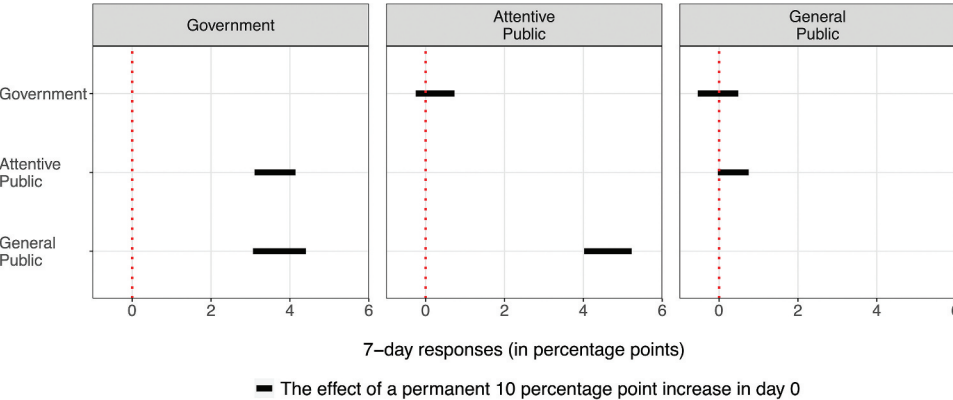 Government
Attentive
Public
General
Public
Government
Attentive
Public
General
Public
0 2 4 6
0 2 4 6
0 2 4
7−day responses (in percentage points)
The effect of a permanent 10 percentage point increase in day 0